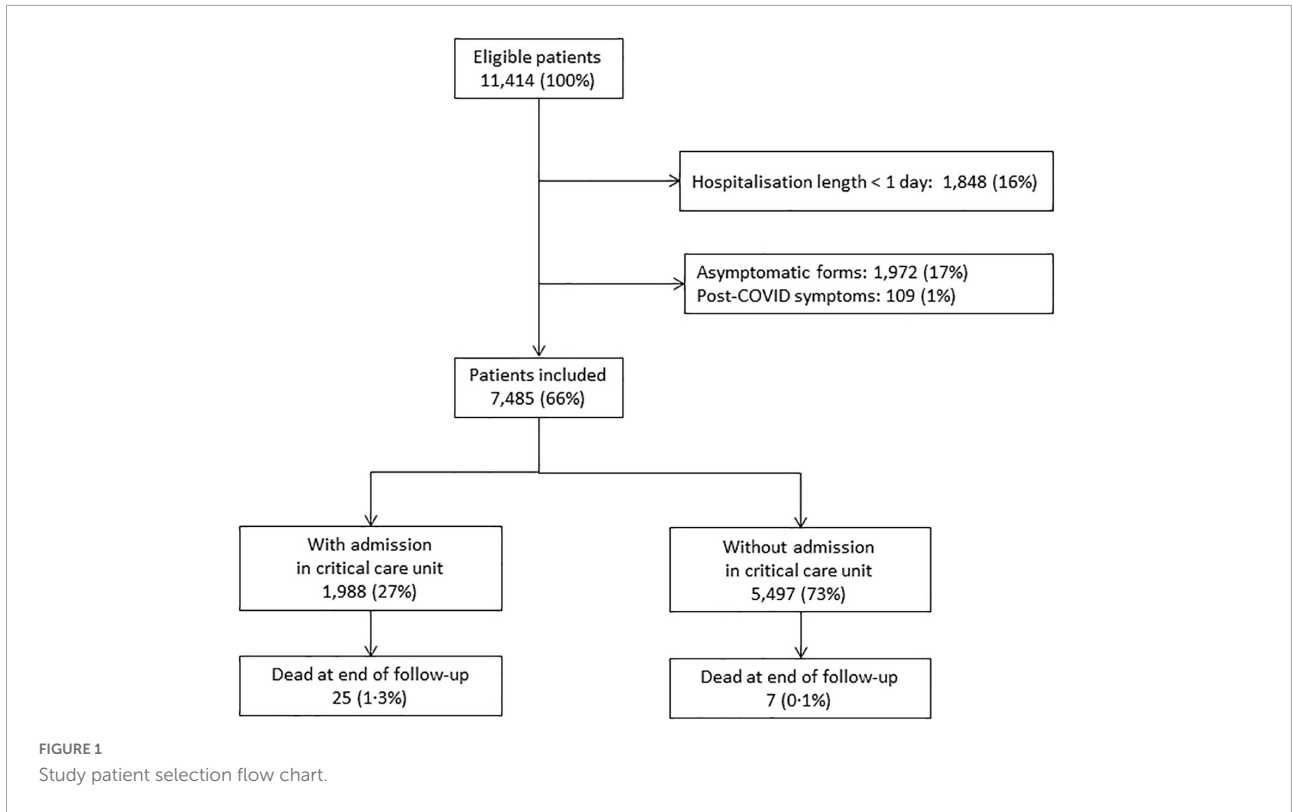 Eligible patients
11,414 (100%)
Hospitalisation length < 1 day: 1,848 (16%)
Asymptomatic forms: 1,972 (17%)
Post-COVID symptoms: 109 (1%)
Patients included
7,485 (66%)
With admission
in critical care unit
1,988 (27%)
Without admission
in critical care unit
5,497 (73%)
Dead at end of follow-up
25 (1·3%)
Dead at end of follow-up
7 (0·1%)
FIGURE 1
Study patient selection flow chart.